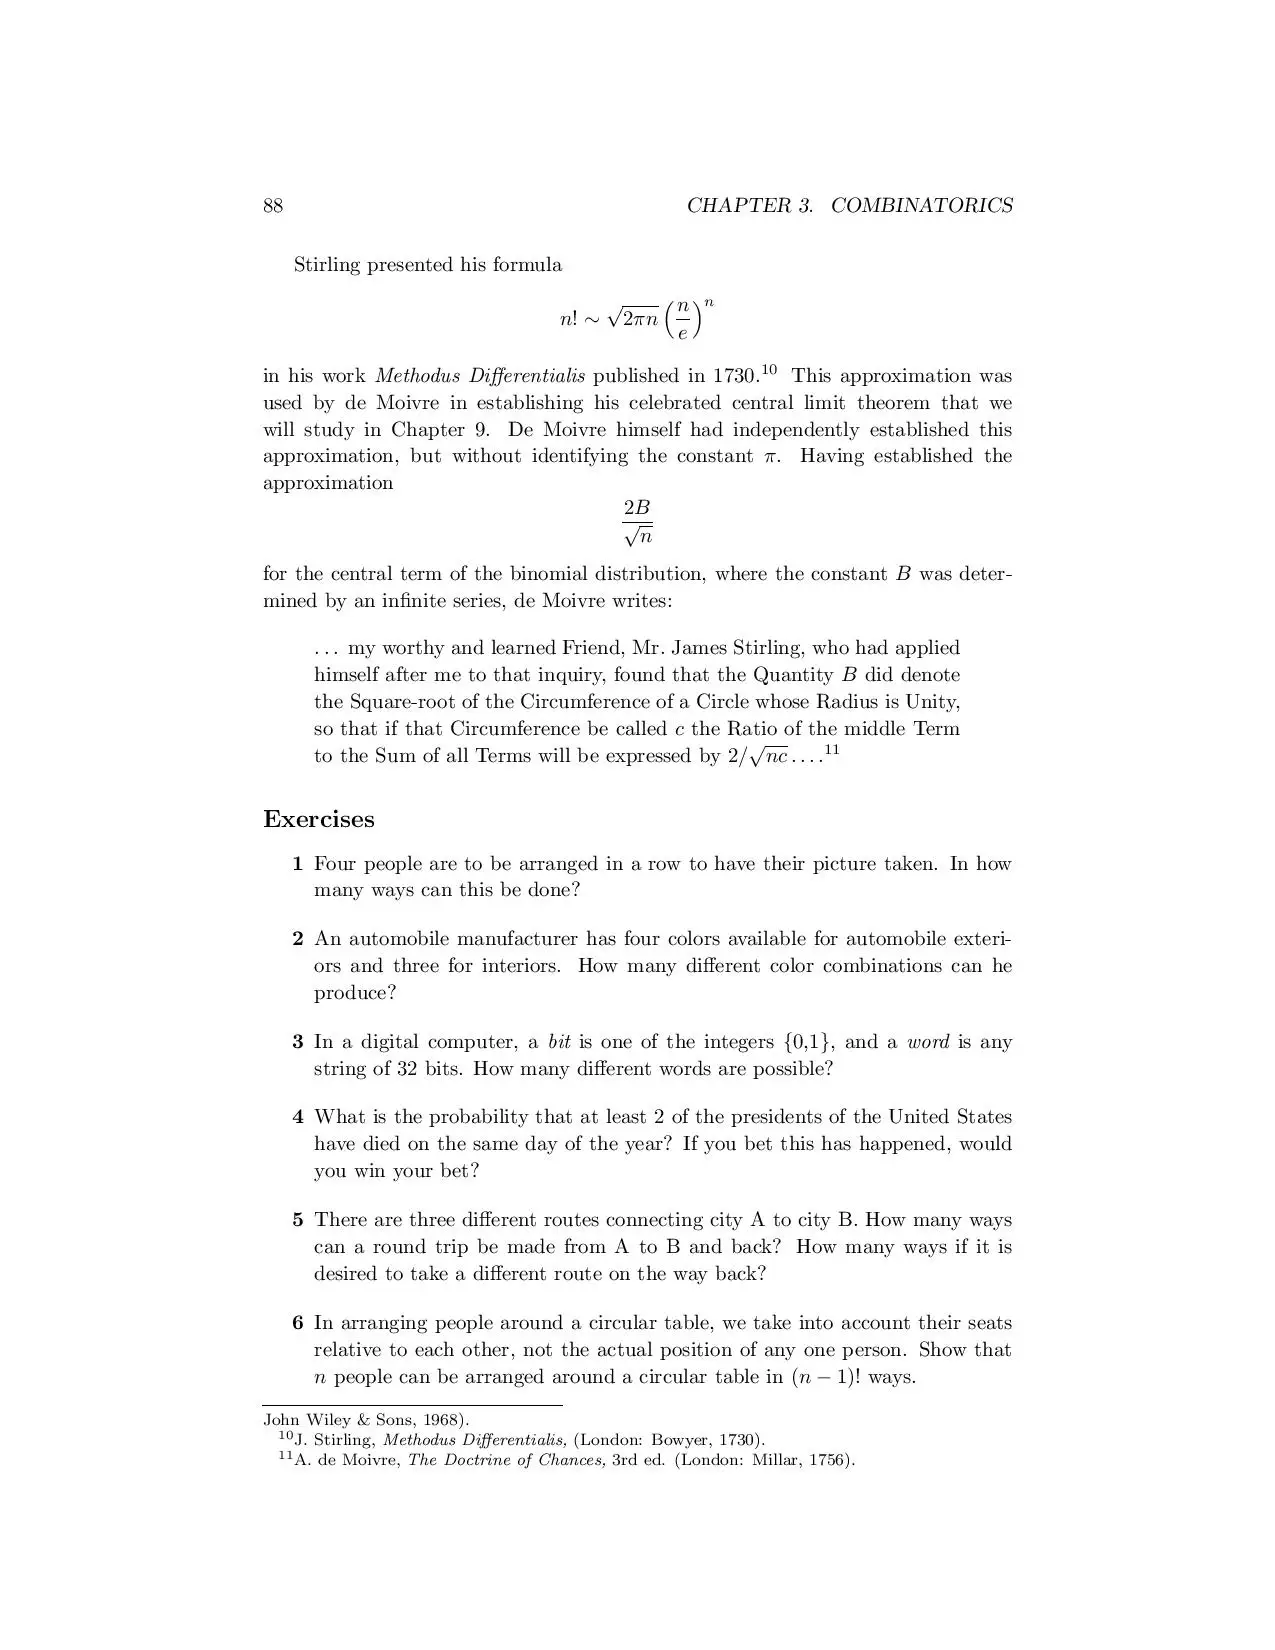 88 CHAPTER 3. COMBINATORICS
Stirling presented his formula
n! ∼ √2πn (n/e)^n
in his work Methodus Differentialis published in 1730.^10 This approximation was
used by de Moivre in establishing his celebrated central limit theorem that we
will study in Chapter 9. De Moivre himself had independently established this
approximation, but without identifying the constant π. Having established the
approximation
2B/√n
for the central term of the binomial distribution, where the constant B was deter-
mined by an infinite series, de Moivre writes:
. . . my worthy and learned Friend, Mr. James Stirling, who had applied
himself after me to that inquiry, found that the Quantity B did denote
the Square-root of the Circumference of a Circle whose Radius is Unity,
so that if that Circumference be called c the Ratio of the middle Term
to the Sum of all Terms will be expressed by 2/√nc . . . .^11
Exercises
1 Four people are to be arranged in a row to have their picture taken. In how
many ways can this be done?
2 An automobile manufacturer has four colors available for automobile exteri-
ors and three for interiors. How many different color combinations can he
produce?
3 In a digital computer, a bit is one of the integers {0,1}, and a word is any
string of 32 bits. How many different words are possible?
4 What is the probability that at least 2 of the presidents of the United States
have died on the same day of the year? If you bet this has happened, would
you win your bet?
5 There are three different routes connecting city A to city B. How many ways
can a round trip be made from A to B and back? How many ways if it is
desired to take a different route on the way back?
6 In arranging people around a circular table, we take into account their seats
relative to each other, not the actual position of any one person. Show that
n people can be arranged around a circular table in (n − 1)! ways.
John Wiley & Sons, 1968).
^10J. Stirling, Methodus Differentialis, (London: Bowyer, 1730).
^11A. de Moivre, The Doctrine of Chances, 3rd ed. (London: Millar, 1756).